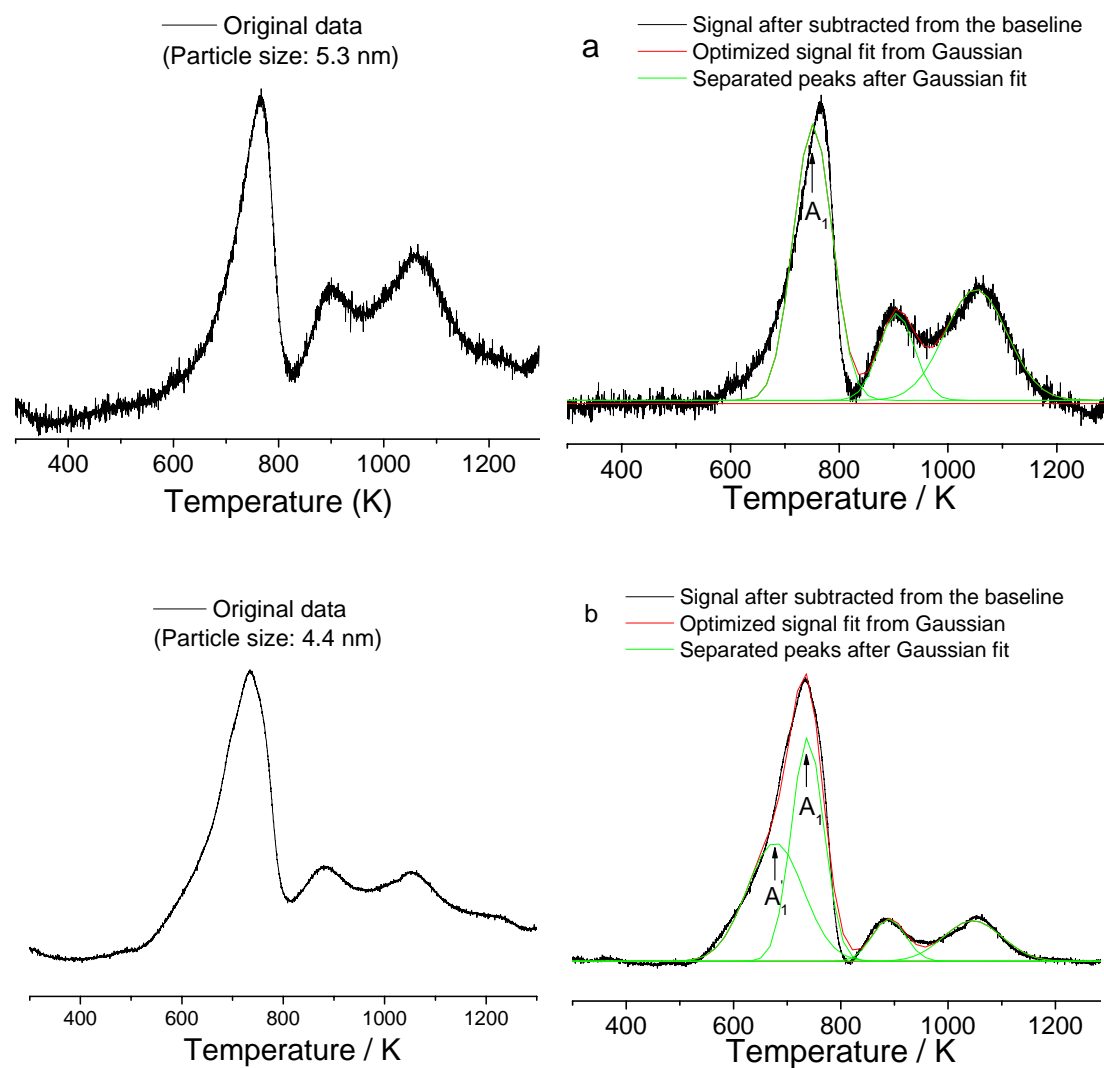 Original data
(Particle size: 5.3 nm)
400 600 800 1000 1200
Temperature (K)
a
Signal after subtracted from the baseline
Optimized signal fit from Gaussian
Separated peaks after Gaussian fit
A1
400 600 800 1000 1200
Temperature / K
Original data
(Particle size: 4.4 nm)
400 600 800 1000 1200
Temperature / K
b
Signal after subtracted from the baseline
Optimized signal fit from Gaussian
Separated peaks after Gaussian fit
A1
A1'
400 600 800 1000 1200
Temperature / K